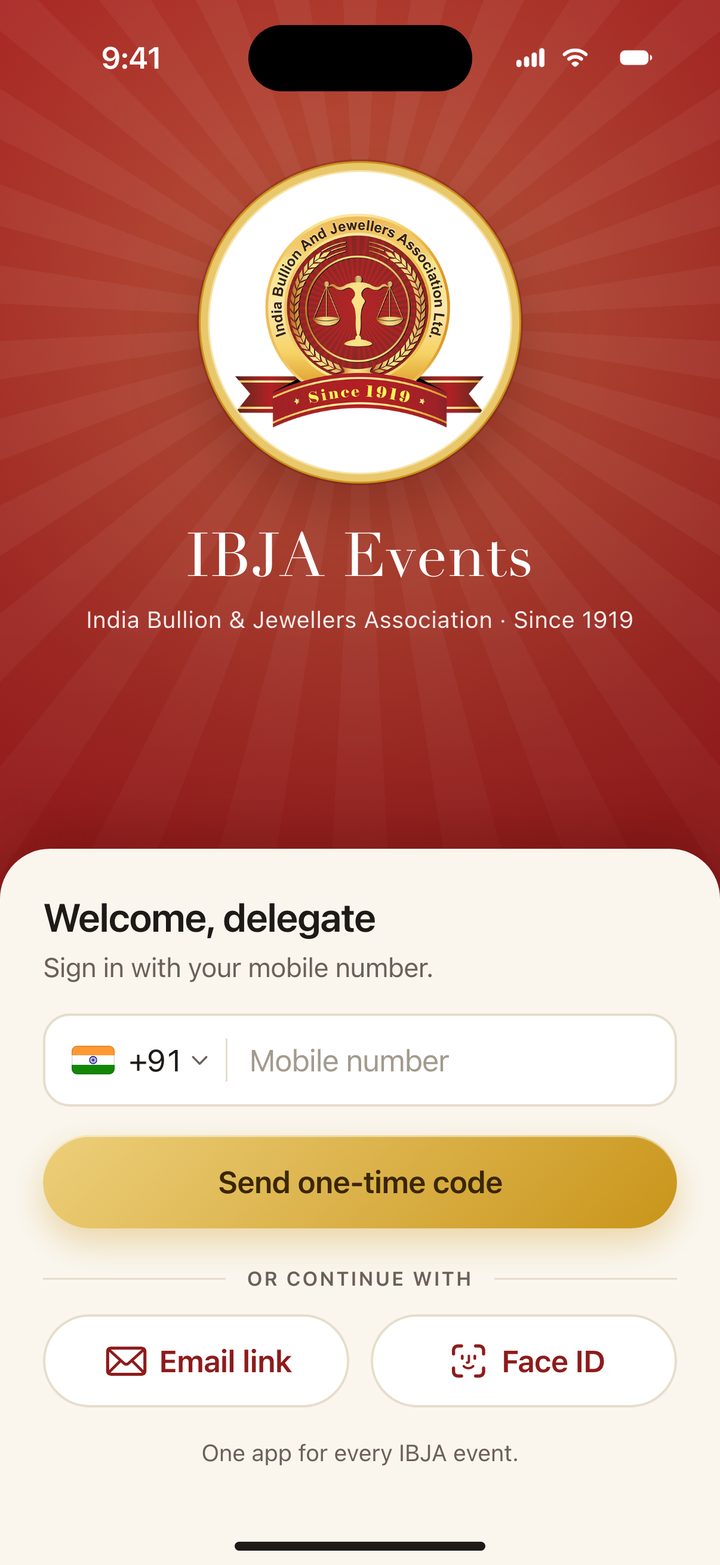 9:41
India Bullion And Jewellers Association Ltd.
Since 1919
IBJA Events
India Bullion & Jewellers Association · Since 1919
Welcome, delegate
Sign in with your mobile number.
+91 Mobile number
Send one-time code
OR CONTINUE WITH
Email link Face ID
One app for every IBJA event.